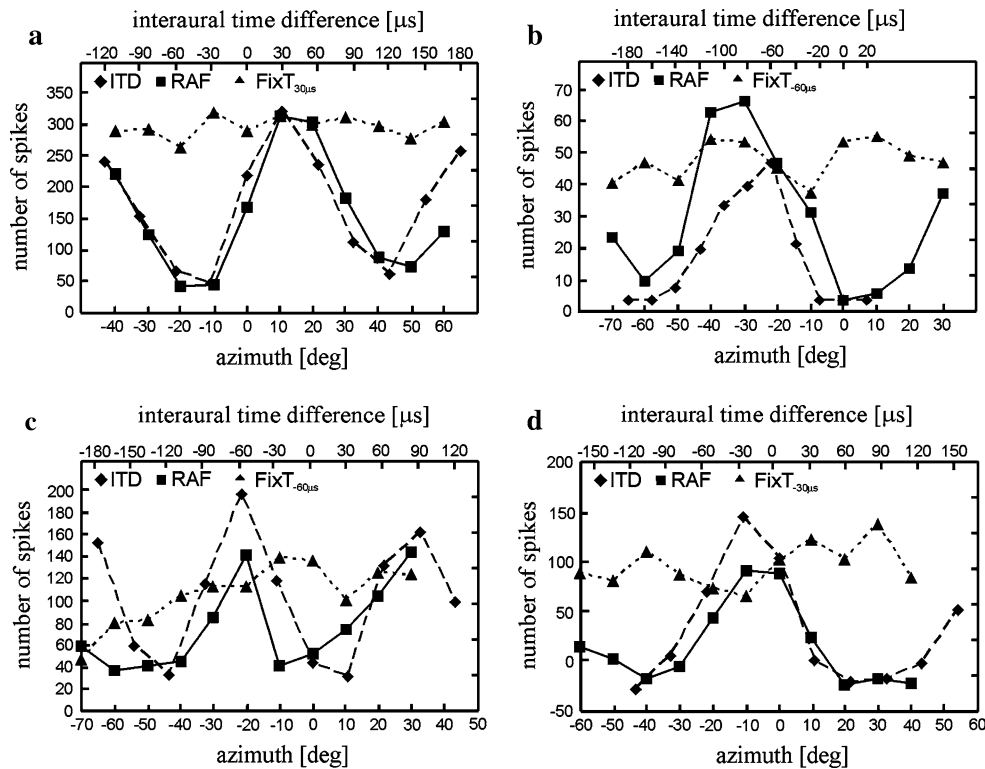 interaural time difference [μs]
a
-120 -90 -60 -30 0 30 60 90 120 150 180
ITD RAF FixT30μs
350
300
250
200
150
100
50
0
number of spikes
-40 -30 -20 -10 0 10 20 30 40 50 60
azimuth [deg]
interaural time difference [μs]
b
-180 -140 -110 -80 -60 -20 0 20
ITD RAF FixT-60μs
70
60
50
40
30
20
10
0
number of spikes
-70 -60 -50 -40 -30 -20 -10 0 10 20 30
azimuth [deg]
interaural time difference [μs]
c
-180 -150 -120 -90 -60 -30 0 30 60 90 120
ITD RAF FixT-60μs
200
180
160
140
120
100
80
60
40
20
0
number of spikes
-70 -60 -50 -40 -30 -20 -10 0 10 20 30 40 50
azimuth [deg]
interaural time difference [μs]
d
-150 -120 -90 -60 -30 0 30 60 90 120 150
200
ITD RAF FixT-30μs
150
100
50
0
-50
number of spikes
-60 -50 -40 -30 -20 -10 0 10 20 30 40 50 60
azimuth [deg]